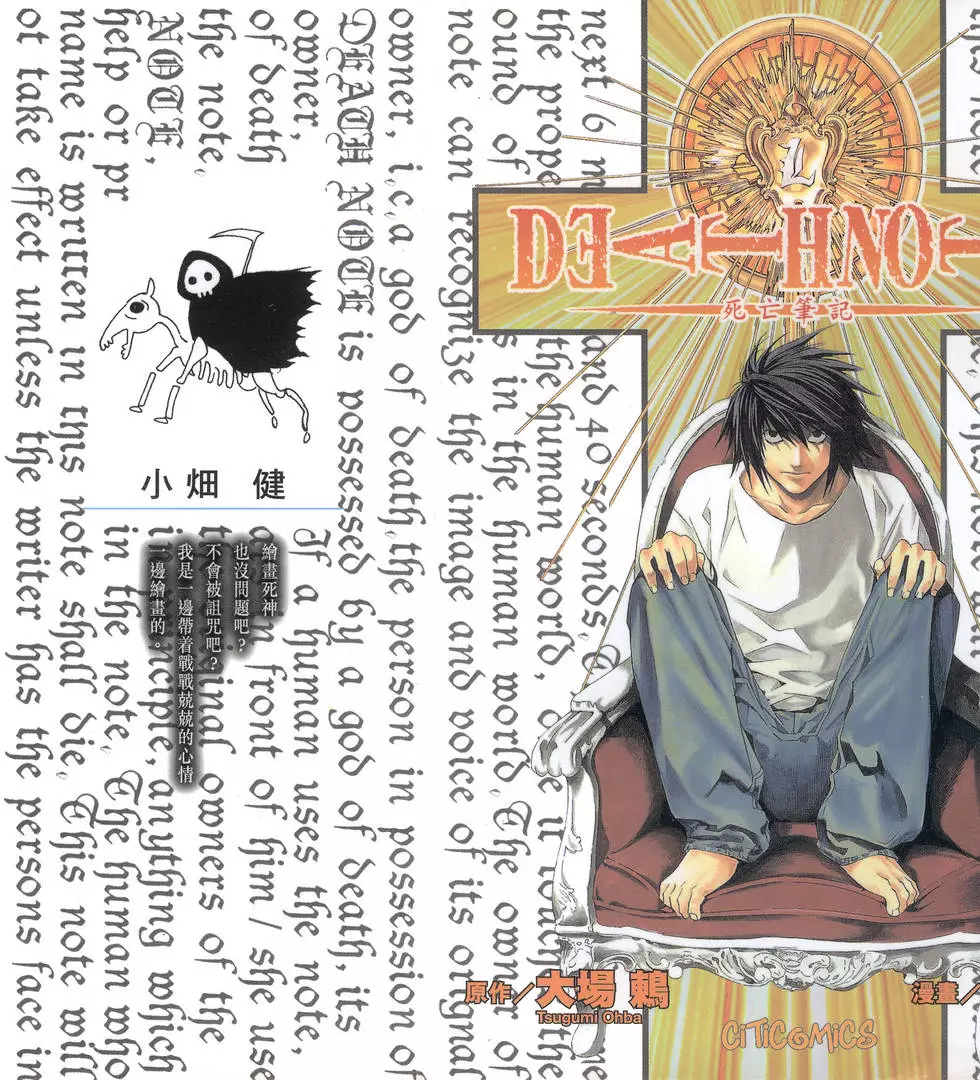 DEATH NOT
死亡筆記
原作／大場 鶇
Tsugumi Ohba
漫畫／
CiTiCOMiCS
next 6 m and 40 seconds,
the prope the human world,
ound of s in the human world, The owner of
note can recognize the image and voice of its orignal
owner, i,e,a god of death,the person in possession of
DEATH NOTE is possessed by a god of death, its
owner, If a human uses the note,
of death in front of him / she use
the note, inal owners of the
NOTE, inciple, anything which
help or pr in the note, The human who
name is written in this note shall die, This note will
ot take effect unless the writer has the persons face in
小畑 健
繪畫死神
也沒問題吧？
不會被詛咒吧？
我是一邊帶着戰戰兢兢的心情
一邊繪畫的。